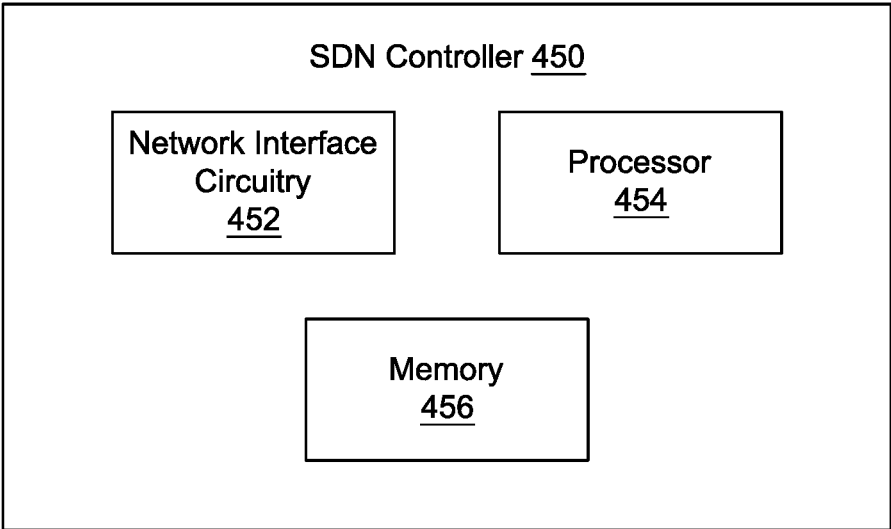 SDN Controller 450
Network Interface
Circuitry
452
Processor
454
Memory
456